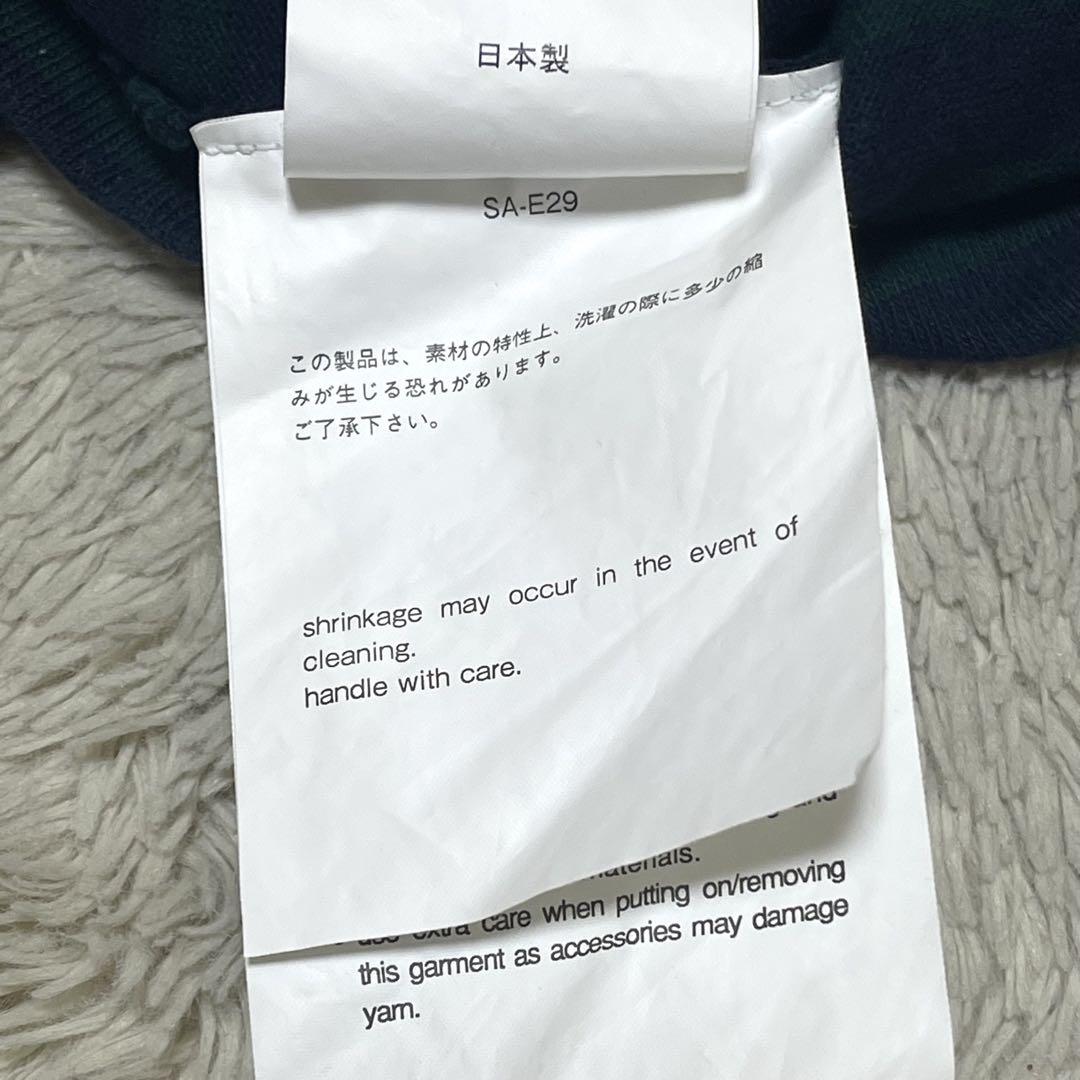 日本製
SA-E29
この製品は、素材の特性上、洗濯の際に多少の縮
みが生じる恐れがあります。
ご了承下さい。
shrinkage may occur in the event of
cleaning.
handle with care.
and
materials.
use extra care when putting on/removing
this garment as accessories may damage
yarn.